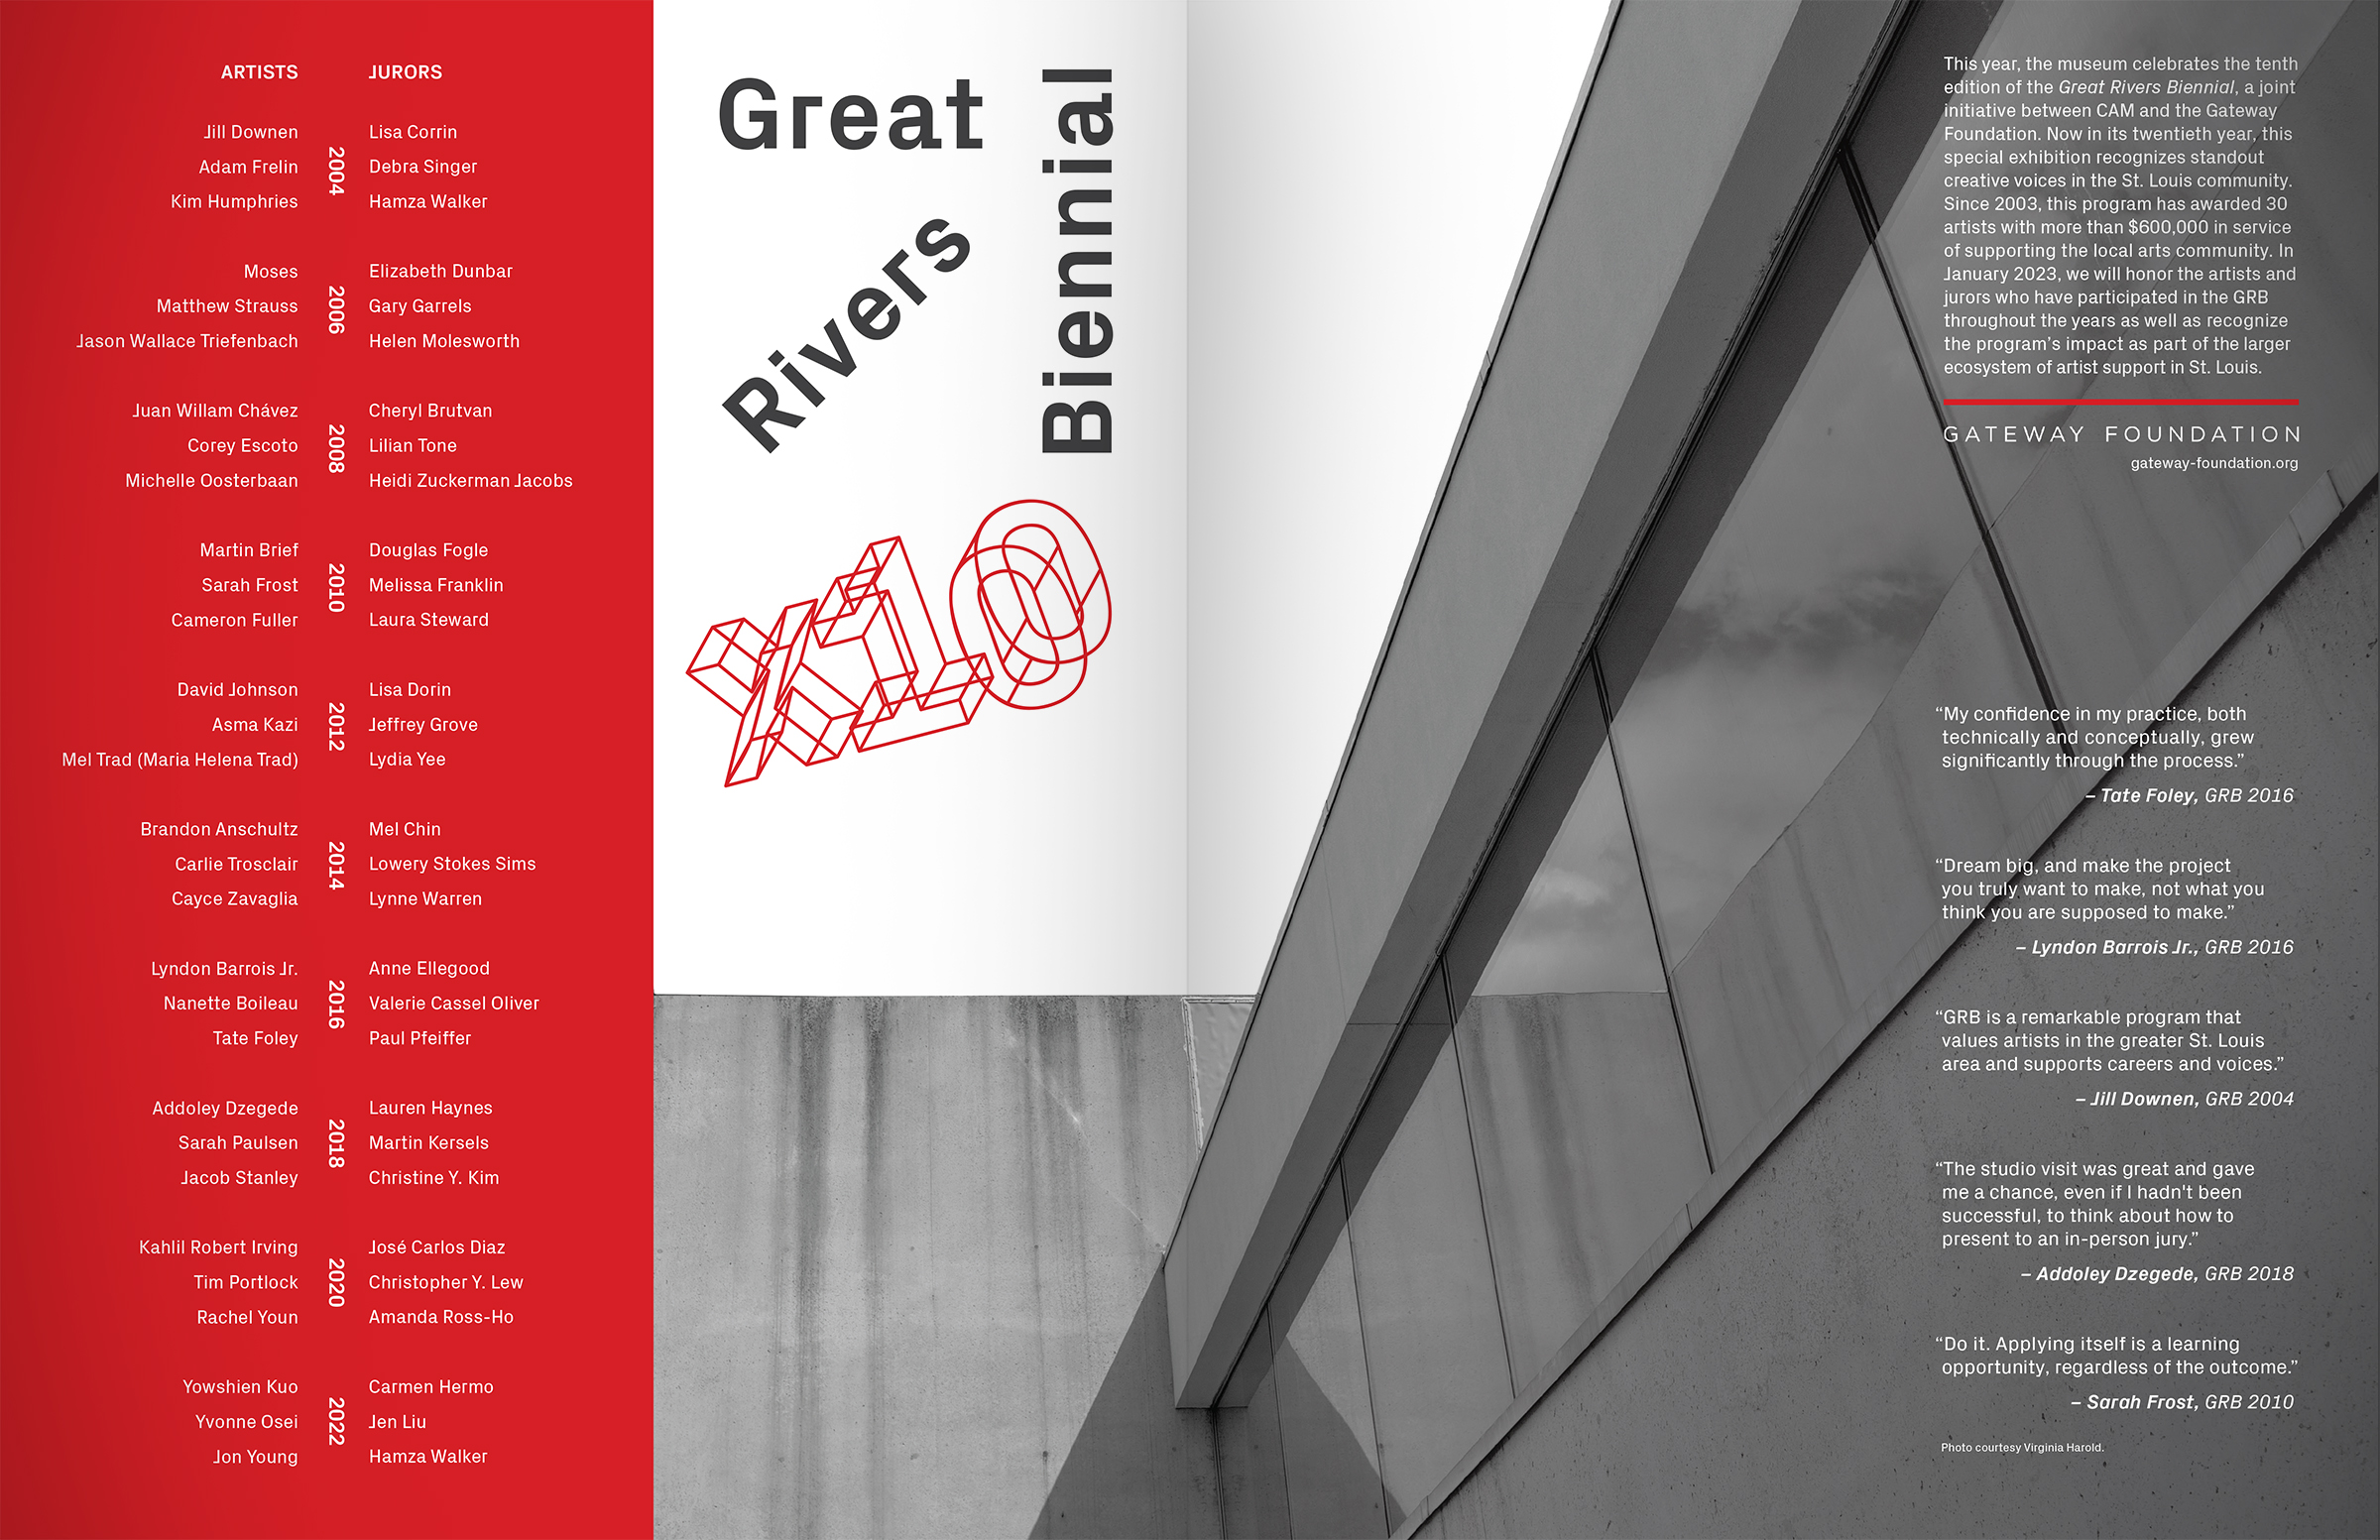 ARTISTS JURORS
Jill Downen Lisa Corrin
Adam Frelin 2004 Debra Singer
Kim Humphries Hamza Walker
Moses Elizabeth Dunbar
Matthew Strauss 2006 Gary Garrels
Jason Wallace Triefenbach Helen Molesworth
Juan Willam Chávez Cheryl Brutvan
Corey Escoto 2008 Lilian Tone
Michelle Oosterbaan Heidi Zuckerman Jacobs
Martin Brief Douglas Fogle
Sarah Frost 2010 Melissa Franklin
Cameron Fuller Laura Steward
David Johnson Lisa Dorin
Asma Kazi 2012 Jeffrey Grove
Mel Trad (Maria Helena Trad) Lydia Yee
Brandon Anschultz Mel Chin
Carlie Trosclair 2014 Lowery Stokes Sims
Cayce Zavaglia Lynne Warren
Lyndon Barrois Jr. Anne Ellegood
Nanette Boileau 2016 Valerie Cassel Oliver
Tate Foley Paul Pfeiffer
Addoley Dzegede Lauren Haynes
Sarah Paulsen 2018 Martin Kersels
Jacob Stanley Christine Y. Kim
Kahlil Robert Irving José Carlos Diaz
Tim Portlock 2020 Christopher Y. Lew
Rachel Youn Amanda Ross-Ho
Yowshien Kuo Carmen Hermo
Yvonne Osei 2022 Jen Liu
Jon Young Hamza Walker
Great
Rivers
Biennial
X10
This year, the museum celebrates the tenth
edition of the Great Rivers Biennial, a joint
initiative between CAM and the Gateway
Foundation. Now in its twentieth year, this
special exhibition recognizes standout
creative voices in the St. Louis community.
Since 2003, this program has awarded 30
artists with more than $600,000 in service
of supporting the local arts community. In
January 2023, we will honor the artists and
jurors who have participated in the GRB
throughout the years as well as recognize
the program's impact as part of the larger
ecosystem of artist support in St. Louis.
GATEWAY FOUNDATION
gateway-foundation.org
“My confidence in my practice, both
technically and conceptually, grew
significantly through the process.”
– Tate Foley, GRB 2016
“Dream big, and make the project
you truly want to make, not what you
think you are supposed to make.”
– Lyndon Barrois Jr., GRB 2016
“GRB is a remarkable program that
values artists in the greater St. Louis
area and supports careers and voices.”
– Jill Downen, GRB 2004
“The studio visit was great and gave
me a chance, even if I hadn't been
successful, to think about how to
present to an in-person jury.”
– Addoley Dzegede, GRB 2018
“Do it. Applying itself is a learning
opportunity, regardless of the outcome.”
– Sarah Frost, GRB 2010
Photo courtesy Virginia Harold.